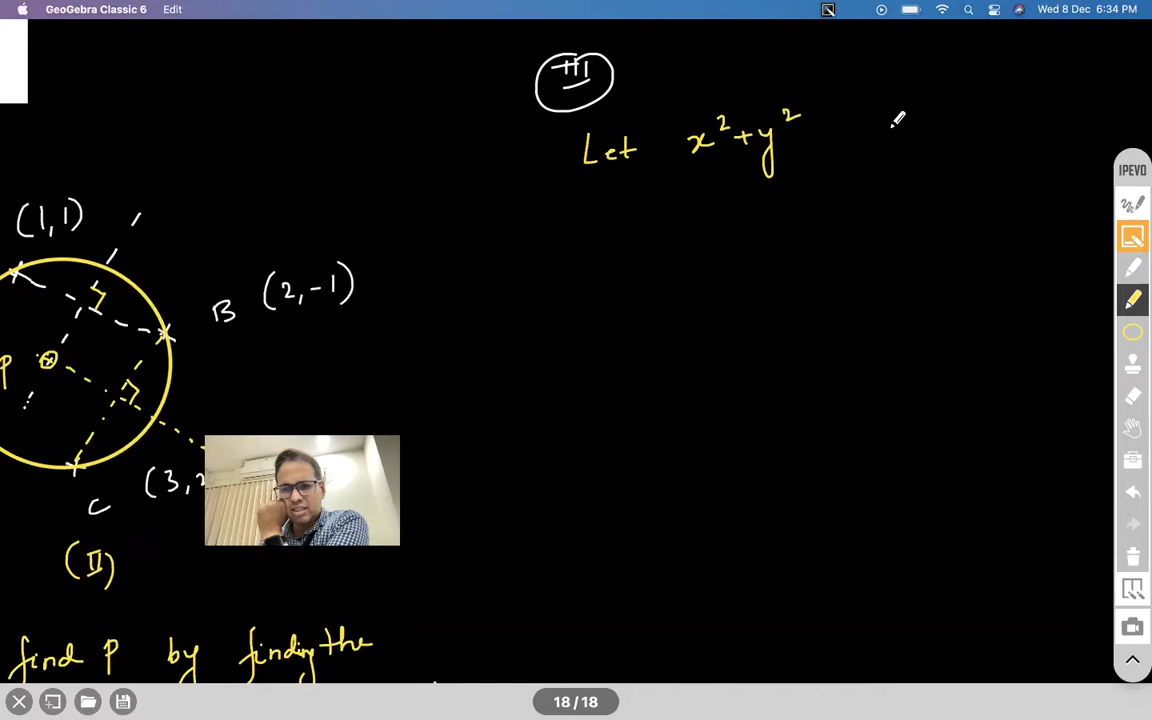 GeoGebra Classic 6 Edit Wed 8 Dec 6:34 PM
III
Let x²+y²
IPEVO
(1,1)
B (2,-1)
P
C (3,
(II)
find P by finding the
18/18